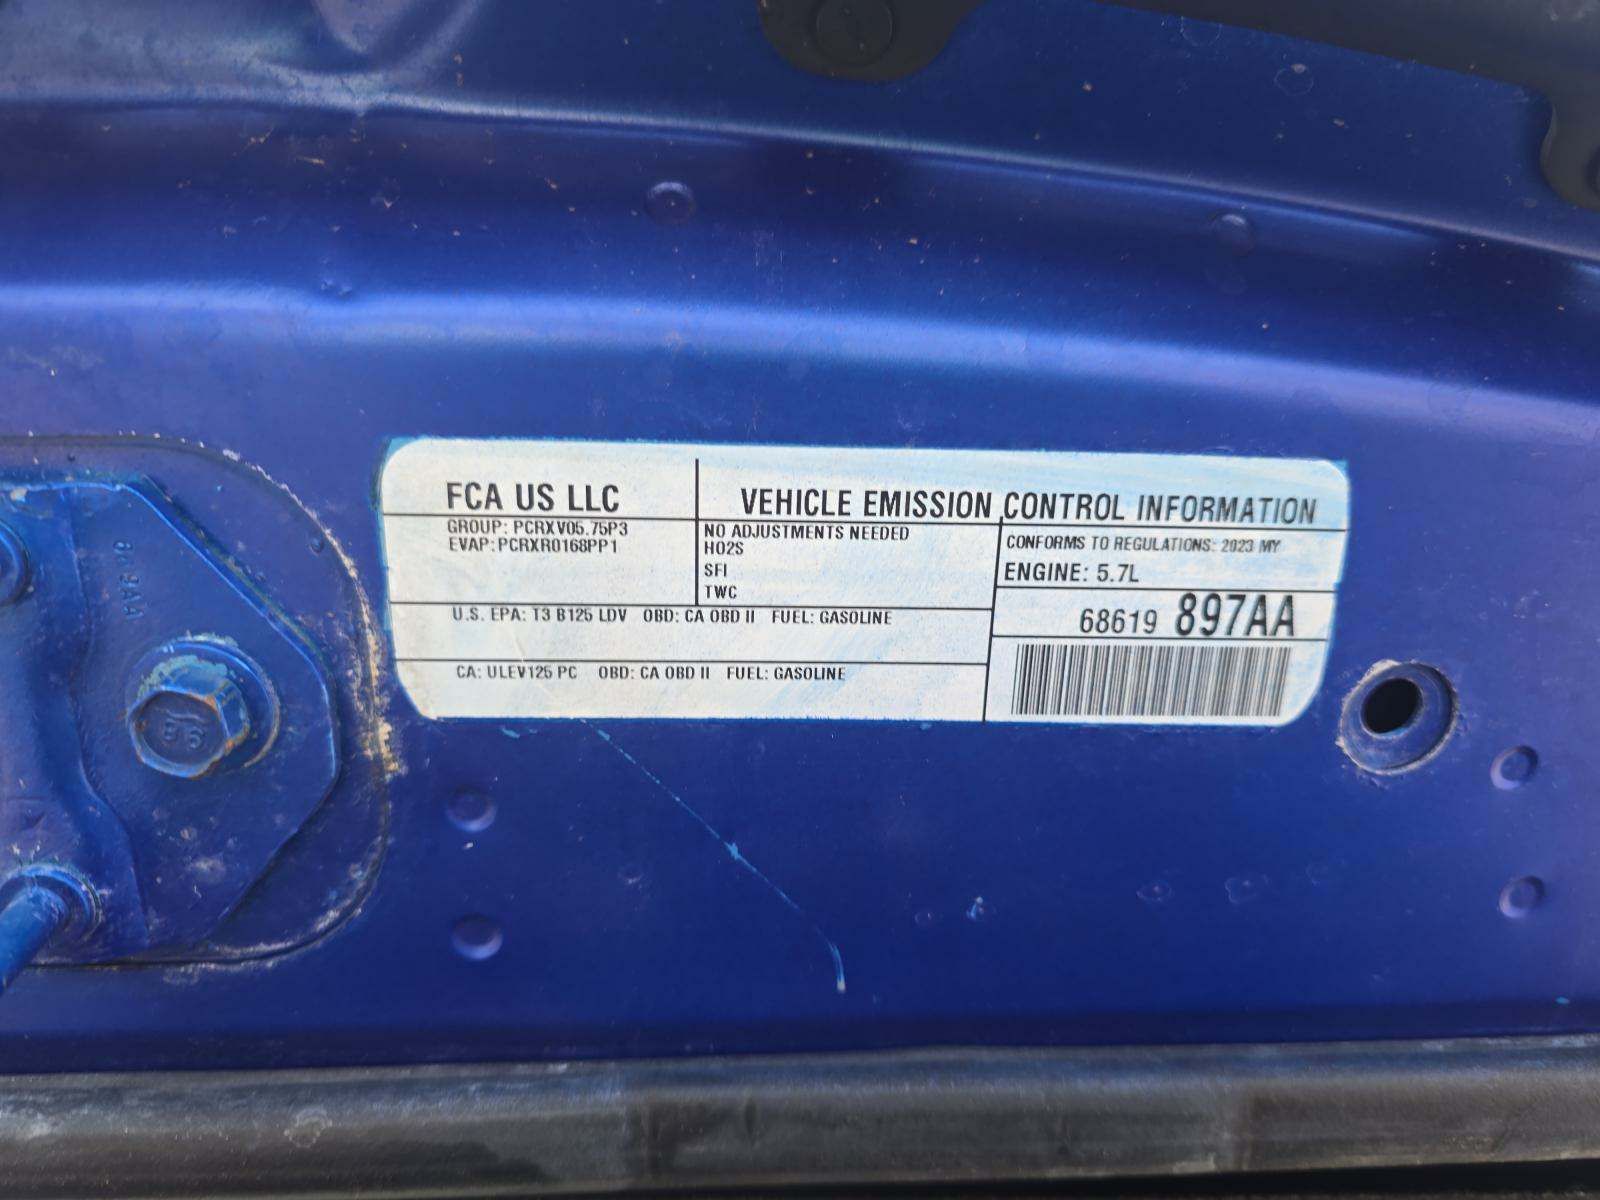 FCA US LLC
VEHICLE EMISSION CONTROL INFORMATION
GROUP: PCRXV05.75P3
EVAP: PCRXR0168PP1
NO ADJUSTMENTS NEEDED
HO2S
SFI
TWC
CONFORMS TO REGULATIONS: 2023 MY
ENGINE: 5.7L
U.S. EPA: T3 B125 LDV OBD: CA OBD II FUEL: GASOLINE
68619 897AA
CA: ULEV125 PC OBD: CA OBD II FUEL: GASOLINE